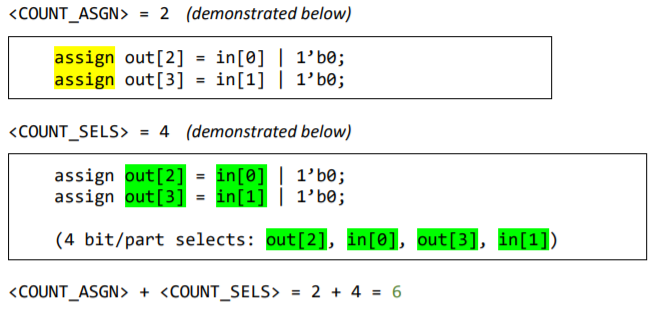 <COUNT_ASGN> = 2 (demonstrated below)
assign out[2] = in[0] | 1’b0;
assign out[3] = in[1] | 1’b0;
<COUNT_SELS> = 4 (demonstrated below)
assign out[2] = in[0] | 1’b0;
assign out[3] = in[1] | 1’b0;
(4 bit/part selects: out[2], in[0], out[3], in[1])
<COUNT_ASGN> + <COUNT_SELS> = 2 + 4 = 6